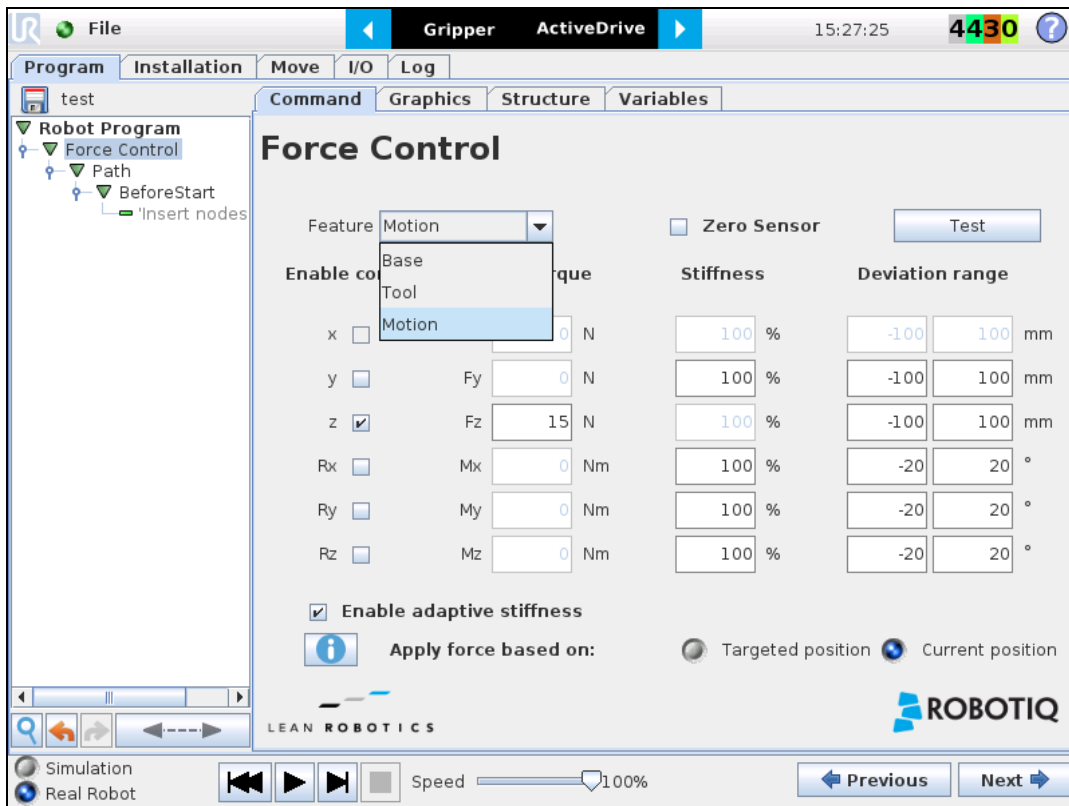 UR File Gripper ActiveDrive 15:27:25 4430 ?
Program Installation Move I/O Log
test Command Graphics Structure Variables
Robot Program
Force Control
Path
BeforeStart
'Insert nodes
Force Control
Feature Motion Zero Sensor Test
Base
Tool
Motion
Enable co rque Stiffness Deviation range
x 0 N 100 % -100 100 mm
y Fy 0 N 100 % -100 100 mm
z Fz 15 N 100 % -100 100 mm
Rx Mx 0 Nm 100 % -20 20 °
Ry My 0 Nm 100 % -20 20 °
Rz Mz 0 Nm 100 % -20 20 °
Enable adaptive stiffness
i Apply force based on: Targeted position Current position
LEAN ROBOTICS ROBOTIQ
Simulation
Real Robot
Speed 100% Previous Next